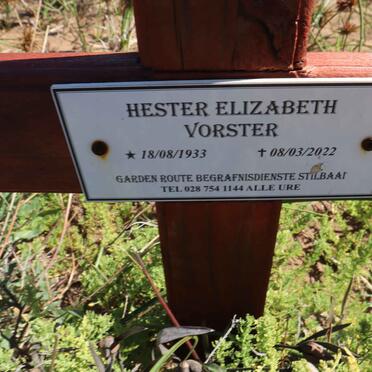 HESTER ELIZABETH
VORSTER
★ 18/08/1933 ✝ 08/03/2022
GARDEN ROUTE BEGRAFNISDIENSTE STILBAAI
TEL 028 754 1144 ALLE URE